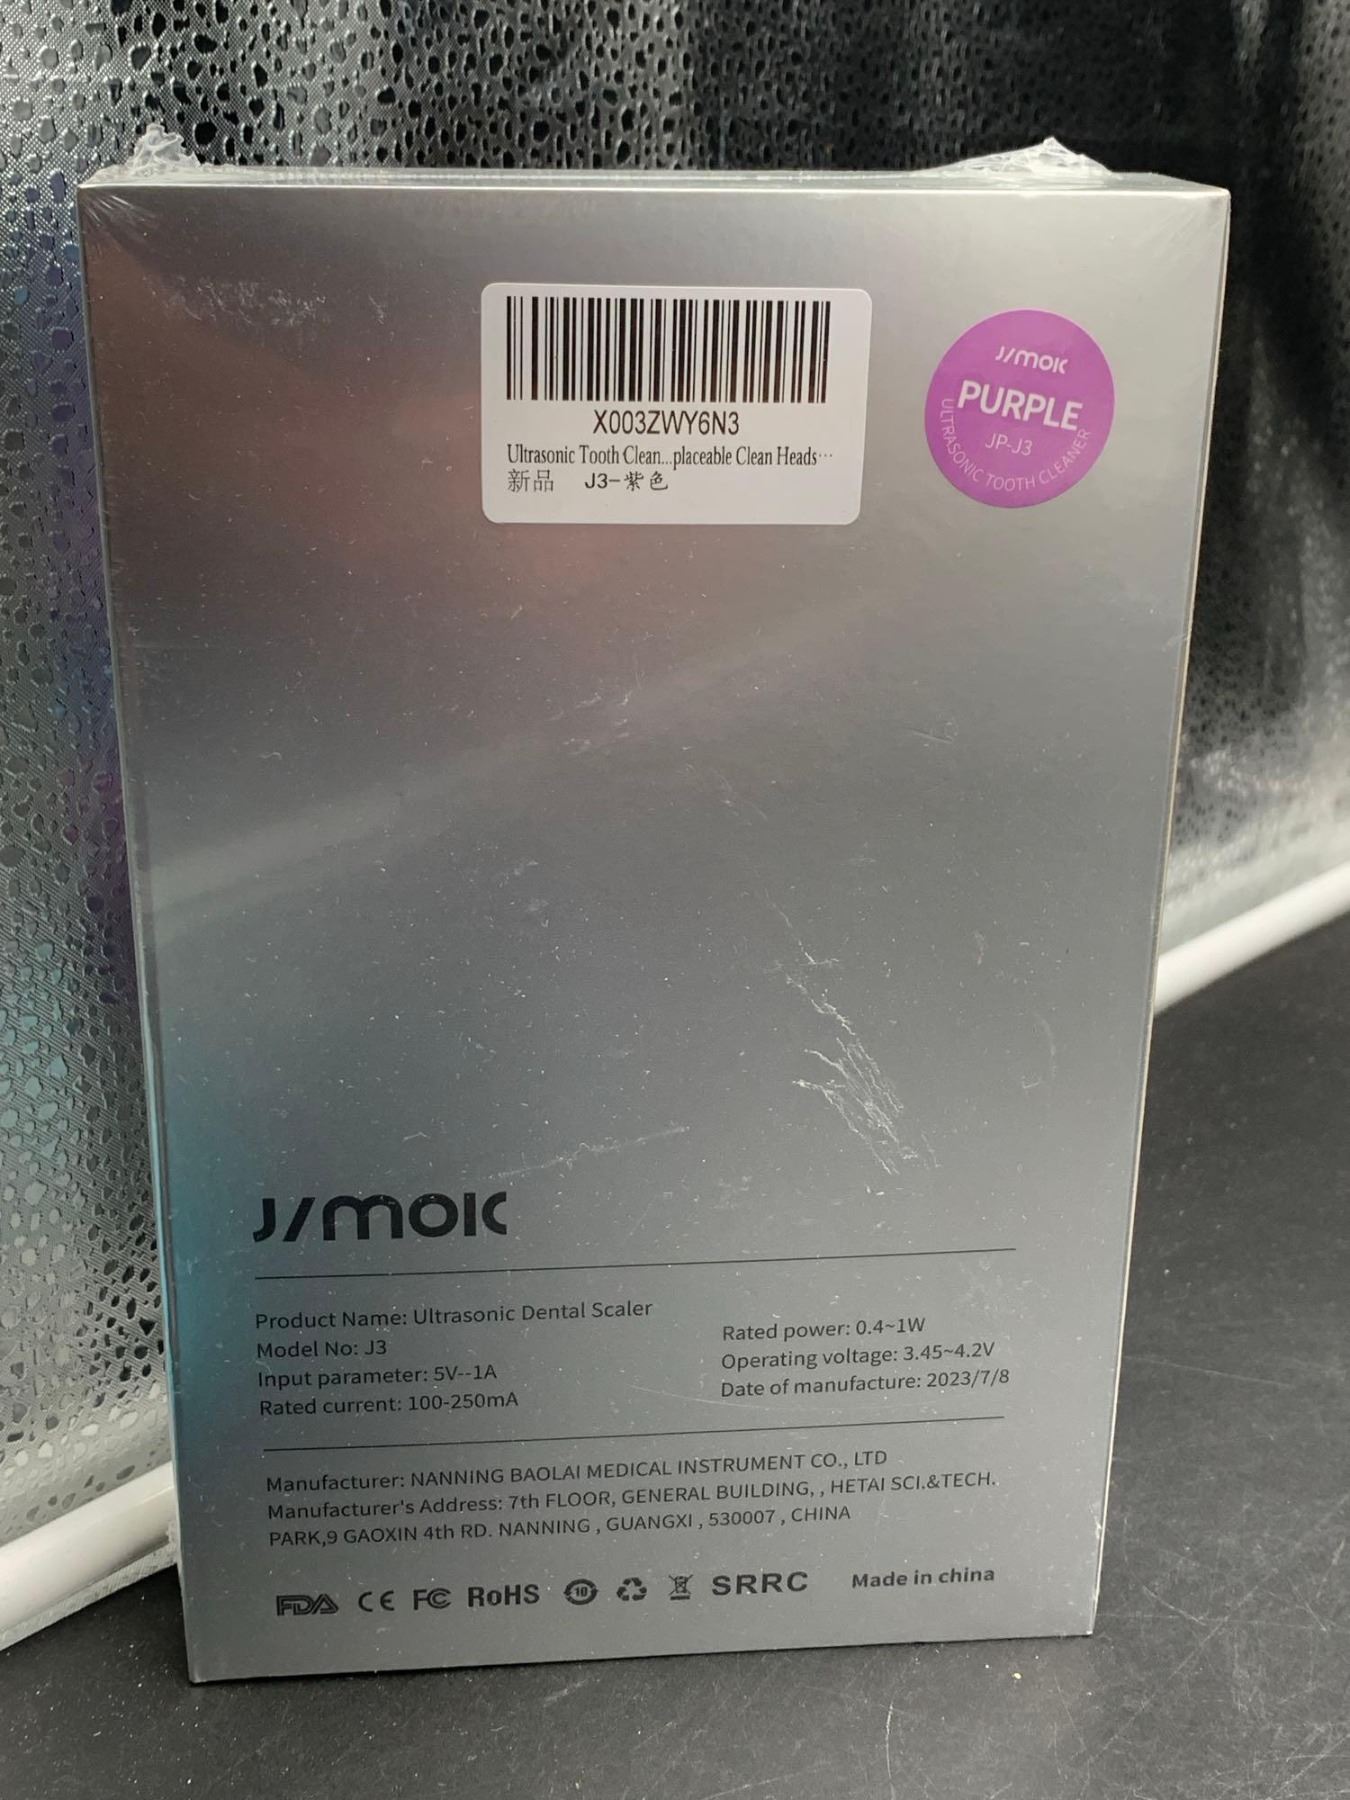 X003ZWY6N3
Ultrasonic Tooth Clean...placeable Clean Heads…
新品 J3-紫色
J/MOIC
PURPLE
JP-J3
ULTRASONIC TOOTH CLEANER
J/MOIC
Product Name: Ultrasonic Dental Scaler
Model No: J3
Input parameter: 5V--1A
Rated current: 100-250mA
Rated power: 0.4~1W
Operating voltage: 3.45~4.2V
Date of manufacture: 2023/7/8
Manufacturer: NANNING BAOLAI MEDICAL INSTRUMENT CO., LTD
Manufacturer's Address: 7th FLOOR, GENERAL BUILDING, , HETAI SCI.&TECH.
PARK,9 GAOXIN 4th RD. NANNING , GUANGXI , 530007 , CHINA
FDA CE FC RoHS 10 SRRC Made in china